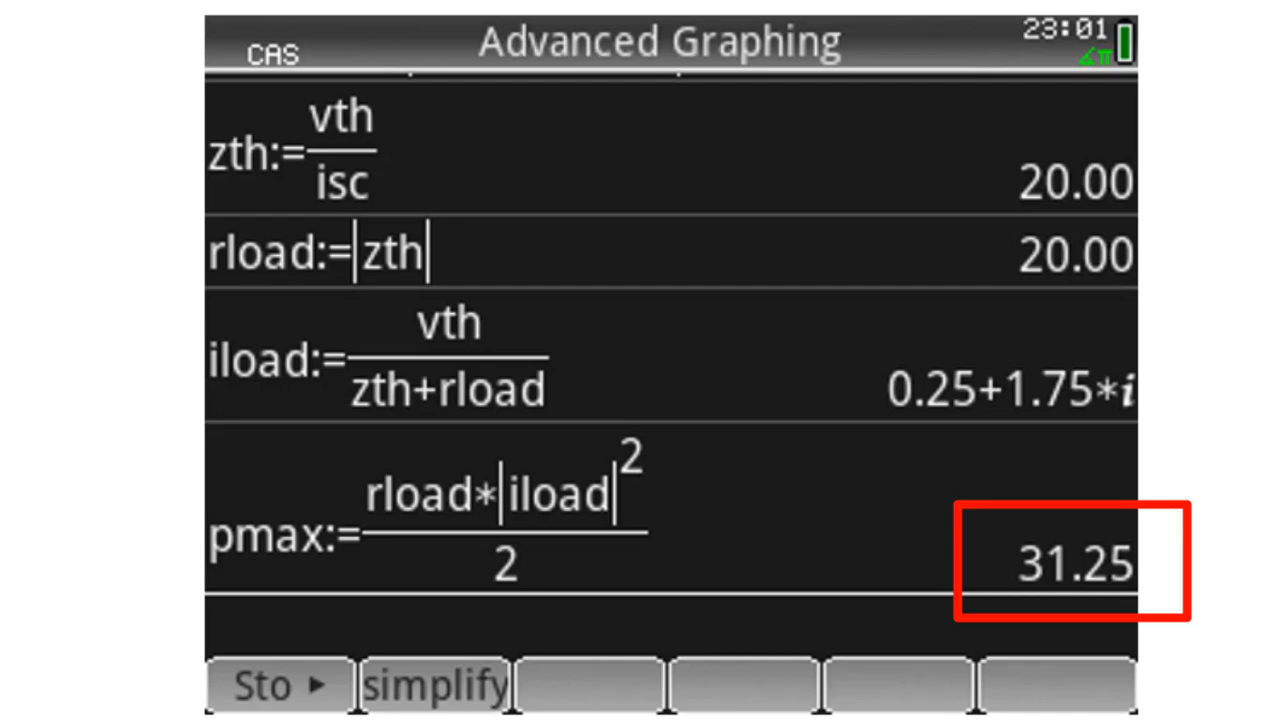 CAS Advanced Graphing 23:01 ∡π
zth:=vth/isc 20.00
rload:=|zth| 20.00
iload:=vth/(zth+rload) 0.25+1.75*i
pmax:=rload*|iload|^2/2 31.25
Sto ▶ simplify